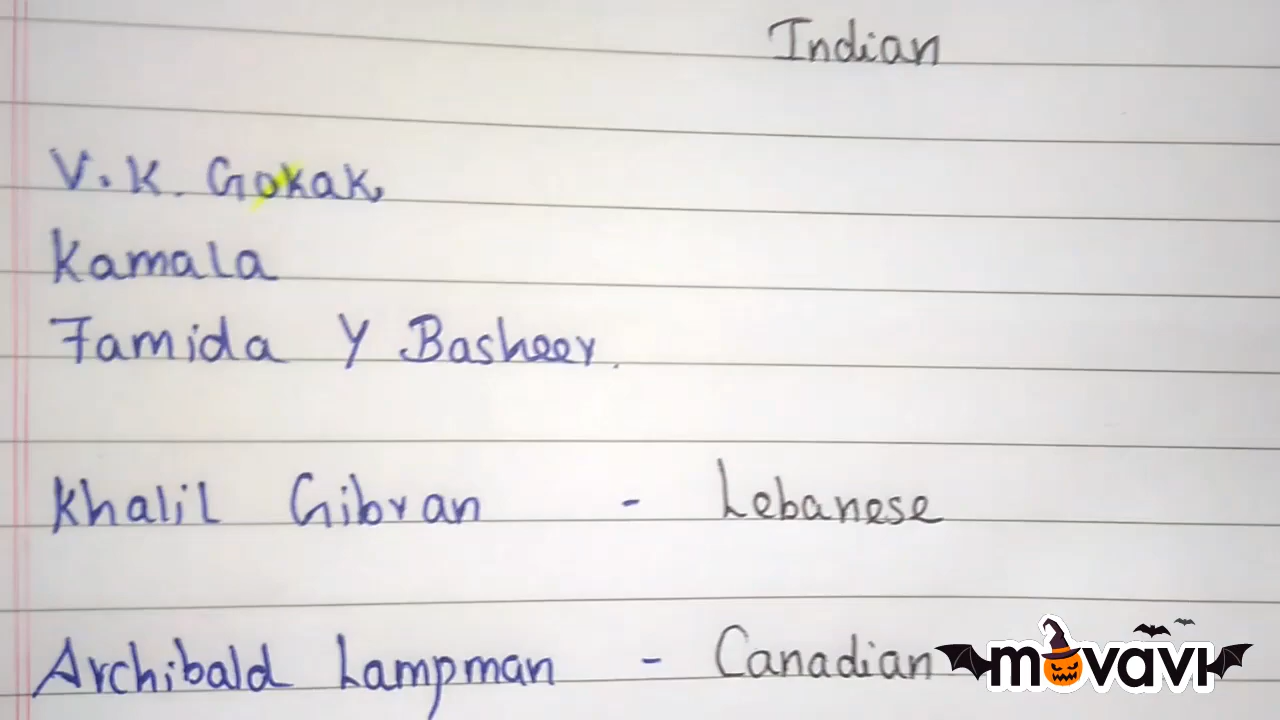 Indian
V. K. Gokak,
Kamala
Famida Y Basheer.
Khalil Gibran - Lebanese
Archibald Lampman - Canadian
movavi